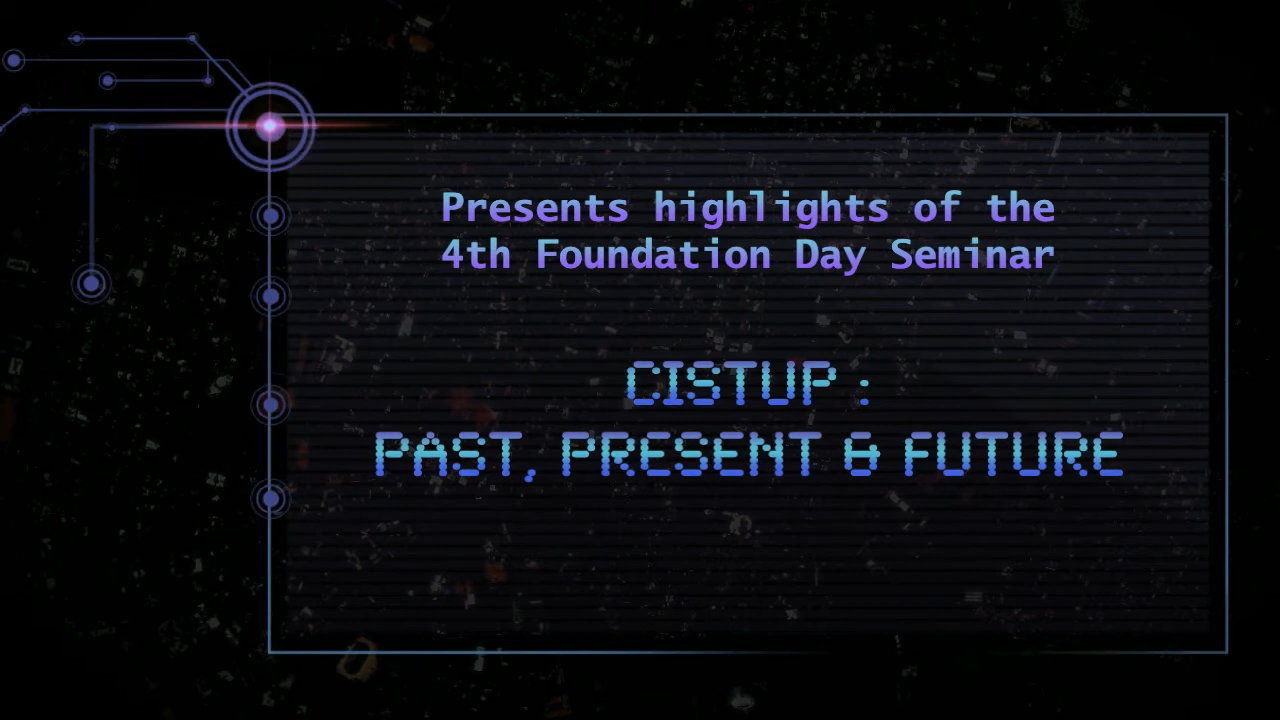 Presents highlights of the
4th Foundation Day Seminar
CISTUP :
PAST, PRESENT & FUTURE